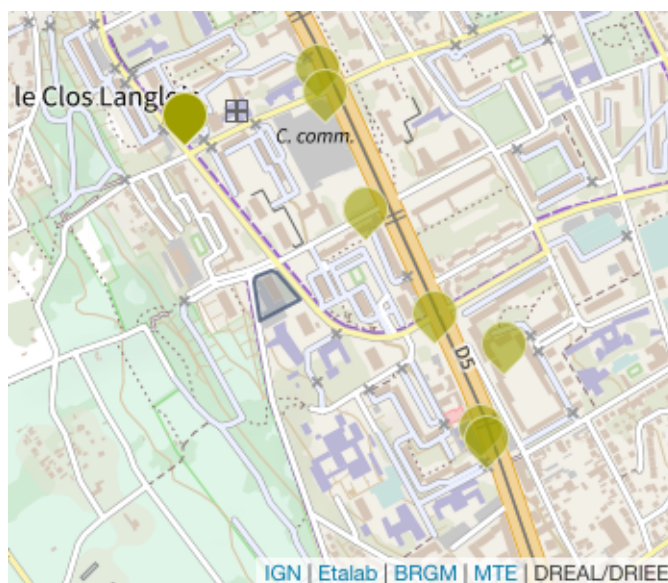 le Clos Langlois
C. comm.
D5
IGN | Etalab | BRGM | MTE | DREAL/DRIEE